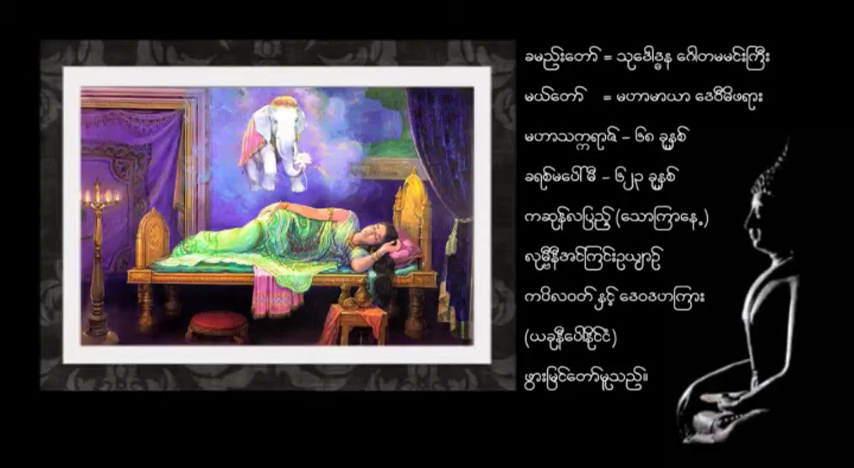 ခမည်းတော် = သုဒ္ဓေါဒန ဂေါတမမင်းကြီး
မယ်တော် = မဟာမာယာ ဒေဝီမိဖုရား
မဟာသက္ကရာဇ် – ၆၈ ခုနှစ်
ခရစ်မပေါ်မီ – ၆၂၃ ခုနှစ်
ကဆုန်လပြည့် (သောကြာနေ့)
လုမ္ဗိနီအင်ကြင်းဥယျာဉ်
ကပိလဝတ် နှင့် ဒေဝဒဟကြား
(ယခုနီပေါနိုင်ငံ)
ဖွားမြင်တော်မူသည်။